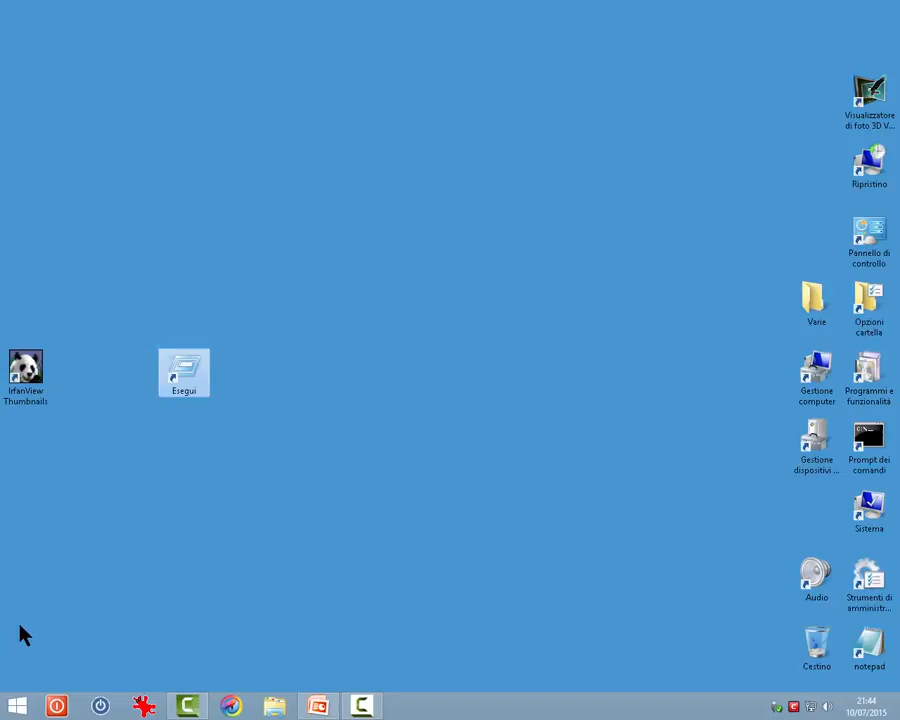 Visualizzatore
di foto 3D V...
Ripristino
Pannello di
controllo
Varie
Opzioni
cartella
IrfanView
Thumbnails
Esegui
Gestione
computer
Programmi e
funzionalità
Gestione
dispositivi ...
Prompt dei
comandi
Sistema
Audio
Strumenti di
amministr...
Cestino
notepad
21:44
10/07/2015